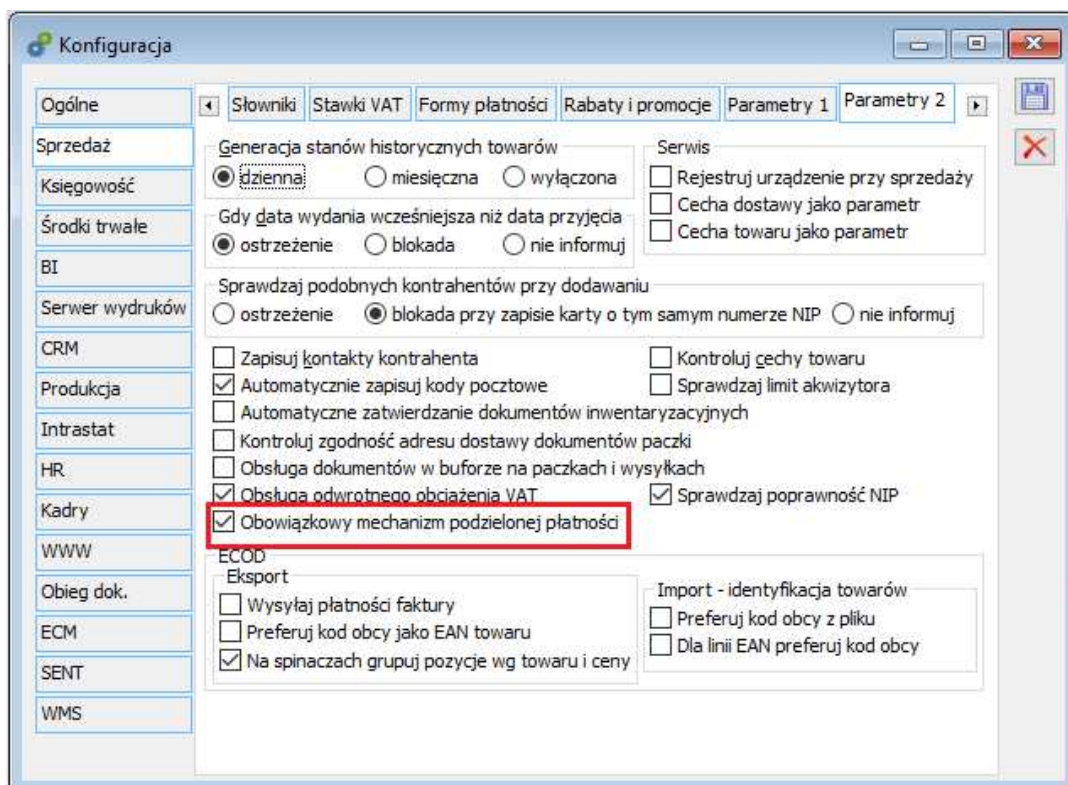 Konfiguracja
Ogólne
Sprzedaż
Księgowość
Środki trwałe
BI
Serwer wydruków
CRM
Produkcja
Intrastat
HR
Kadry
WWW
Obieg dok.
ECM
SENT
WMS
Słowniki Stawki VAT Formy płatności Rabaty i promocje Parametry 1 Parametry 2
Generacja stanów historycznych towarów
dzienna miesięczna wyłączona
Gdy data wydania wcześniejsza niż data przyjęcia
ostrzeżenie blokada nie informuj
Serwis
Rejestruj urządzenie przy sprzedaży
Cecha dostawy jako parametr
Cecha towaru jako parametr
Sprawdzaj podobnych kontrahentów przy dodawaniu
ostrzeżenie blokada przy zapisie karty o tym samym numerze NIP nie informuj
Zapisuj kontakty kontrahenta Kontroluj cechy towaru
Automatycznie zapisuj kody pocztowe Sprawdzaj limit akwizytora
Automatyczne zatwierdzanie dokumentów inwentaryzacyjnych
Kontroluj zgodność adresu dostawy dokumentów paczki
Obsługa dokumentów w buforze na paczkach i wysyłkach
Obsługa odwrotnego obciążenia VAT Sprawdzaj poprawność NIP
Obowiązkowy mechanizm podzielonej płatności
ECOD
Eksport
Wysyłaj płatności faktury
Preferuj kod obcy jako EAN towaru
Na spinaczach grupuj pozycje wg towaru i ceny
Import - identyfikacja towarów
Preferuj kod obcy z pliku
Dla linii EAN preferuj kod obcy